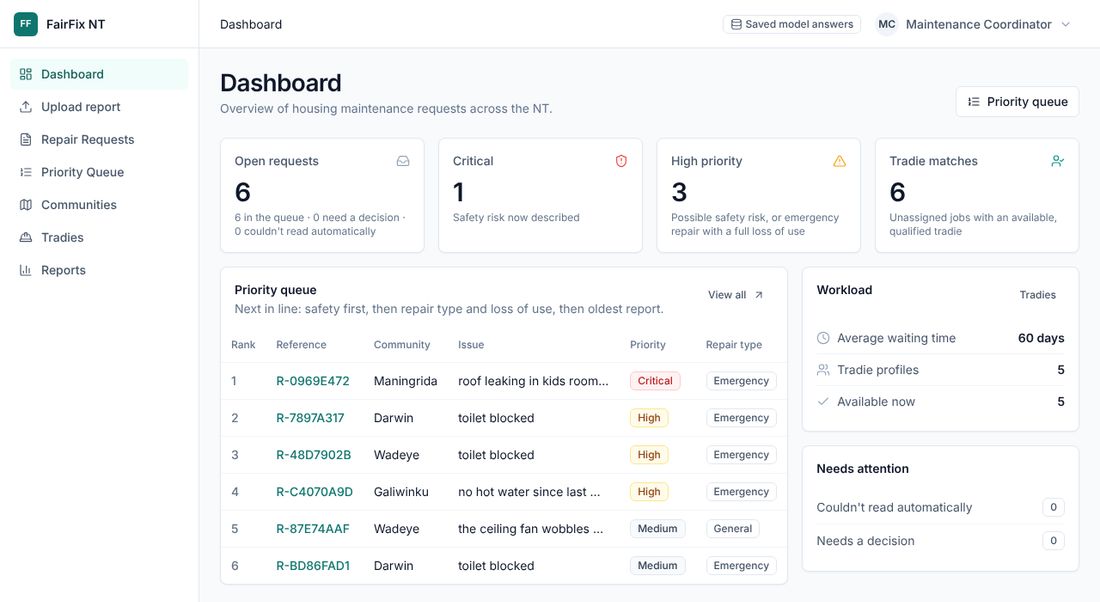 FF FairFix NT
Dashboard
Saved model answers
MC Maintenance Coordinator
Dashboard
Upload report
Repair Requests
Priority Queue
Communities
Tradies
Reports
Dashboard
Overview of housing maintenance requests across the NT.
Priority queue
Open requests
6
6 in the queue · 0 need a decision ·
0 couldn't read automatically
Critical
1
Safety risk now described
High priority
3
Possible safety risk, or emergency
repair with a full loss of use
Tradie matches
6
Unassigned jobs with an available,
qualified tradie
Priority queue
Next in line: safety first, then repair type and loss of use, then oldest report.
View all
Rank Reference Community Issue Priority Repair type
1 R-0969E472 Maningrida roof leaking in kids room... Critical Emergency
2 R-7897A317 Darwin toilet blocked High Emergency
3 R-48D7902B Wadeye toilet blocked High Emergency
4 R-C4070A9D Galiwinku no hot water since last ... High Emergency
5 R-87E74AAF Wadeye the ceiling fan wobbles ... Medium General
6 R-BD86FAD1 Darwin toilet blocked Medium Emergency
Workload
Tradies
Average waiting time 60 days
Tradie profiles 5
Available now 5
Needs attention
Couldn't read automatically 0
Needs a decision 0